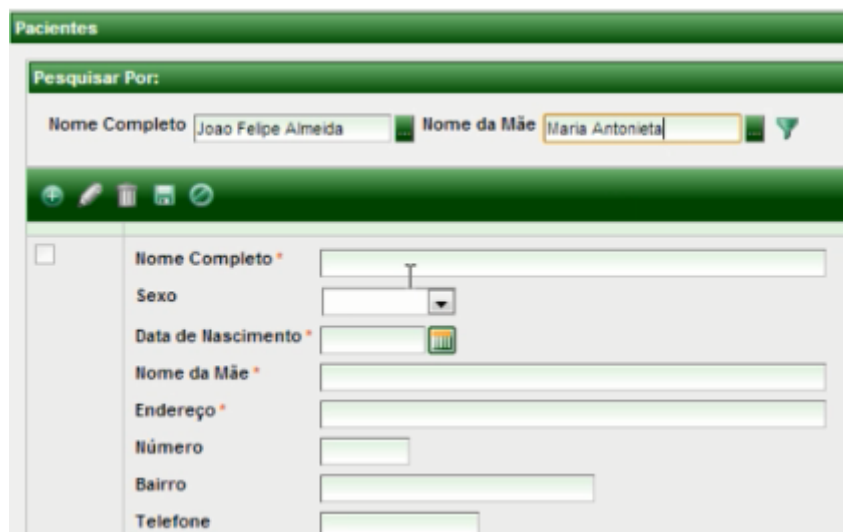 Pacientes
Pesquisar Por:
Nome Completo Joao Felipe Almeida ... Nome da Mãe Maria Antonieta ...
Nome Completo *
Sexo
Data de Nascimento *
Nome da Mãe *
Endereço *
Número
Bairro
Telefone